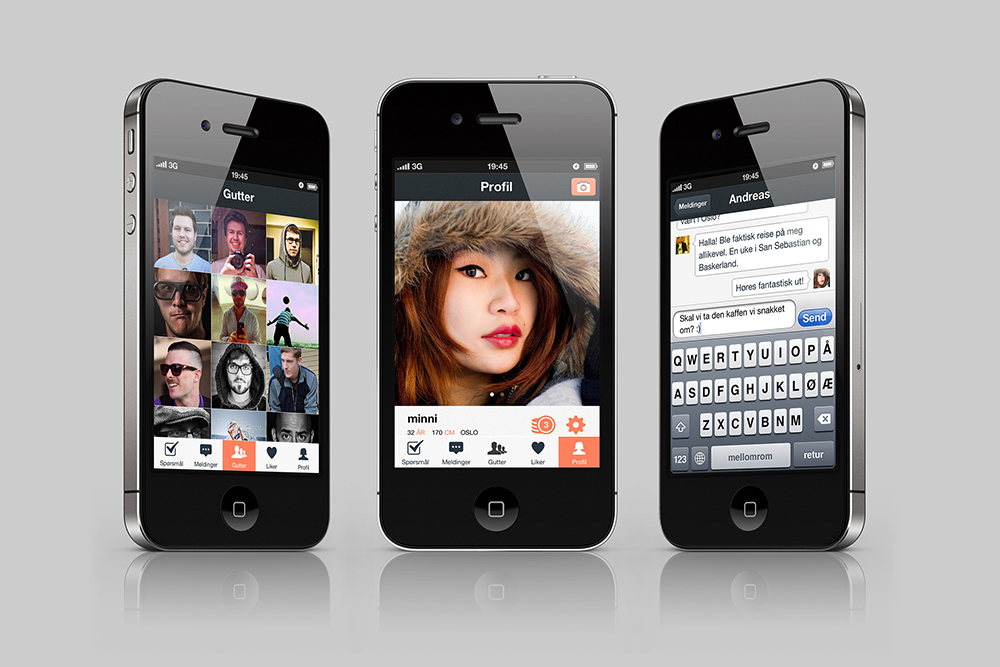 3G
19:45
Gutter
Spørsmål
Meldinger
Gutter
Liker
Profil
3G
19:45
Profil
minni
3
32 ÅR 170 CM OSLO
Spørsmål
Meldinger
Gutter
Liker
Profil
3G
19:45
Meldinger
Andreas
vært i Oslo?
Halla! Ble faktisk reise på meg
allikevel. En uke i San Sebastian og
Baskerland.
Høres fantastisk ut!
Skal vi ta den kaffen vi snakket
om? :)
Send
Q W E R T Y U I O P Å
A S D F G H J K L Ø Æ
Z X C V B N M
123
mellomrom
retur